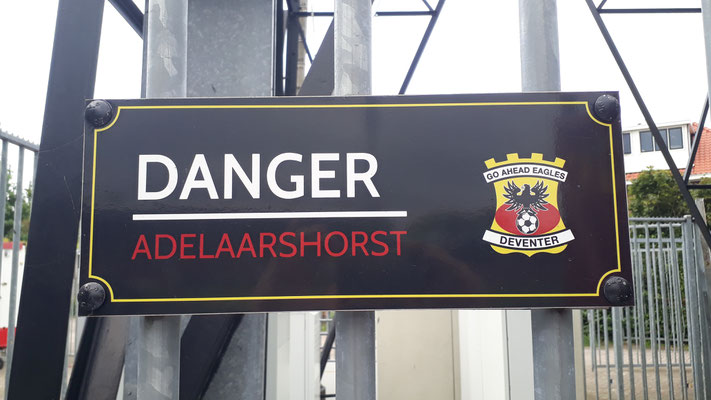 DANGER
ADELAARSHORST
GO AHEAD EAGLES
DEVENTER